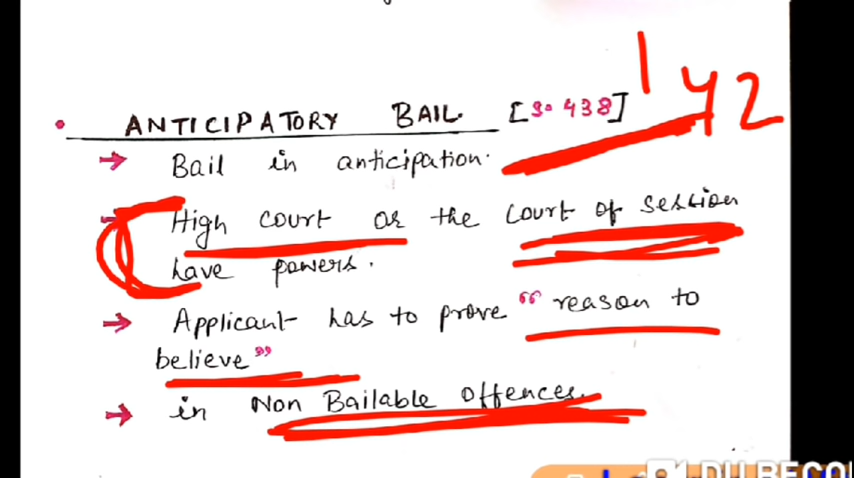 • ANTICIPATORY BAIL [S. 438] 142
→ Bail in anticipation.
→ High court or the court of session
have powers.
→ Applicant has to prove “ reason to
believe ”
→ in Non Bailable Offences.